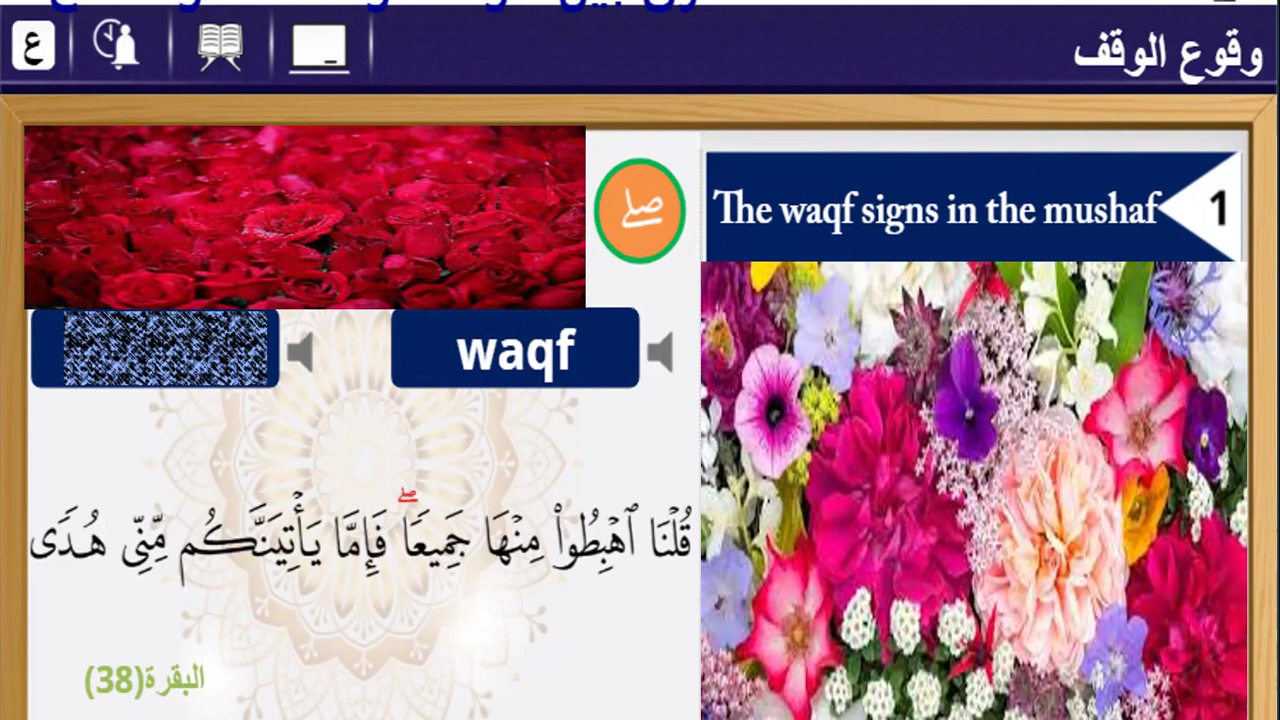 وقوع الوقف
ع
صلے
The waqf signs in the mushaf
1
waqf
قُلۡنَا ٱهۡبِطُواْ مِنۡهَا جَمِيعٗاۖ فَإِمَّا يَأۡتِيَنَّكُم مِّنِّي هُدٗى
البقرة(38)